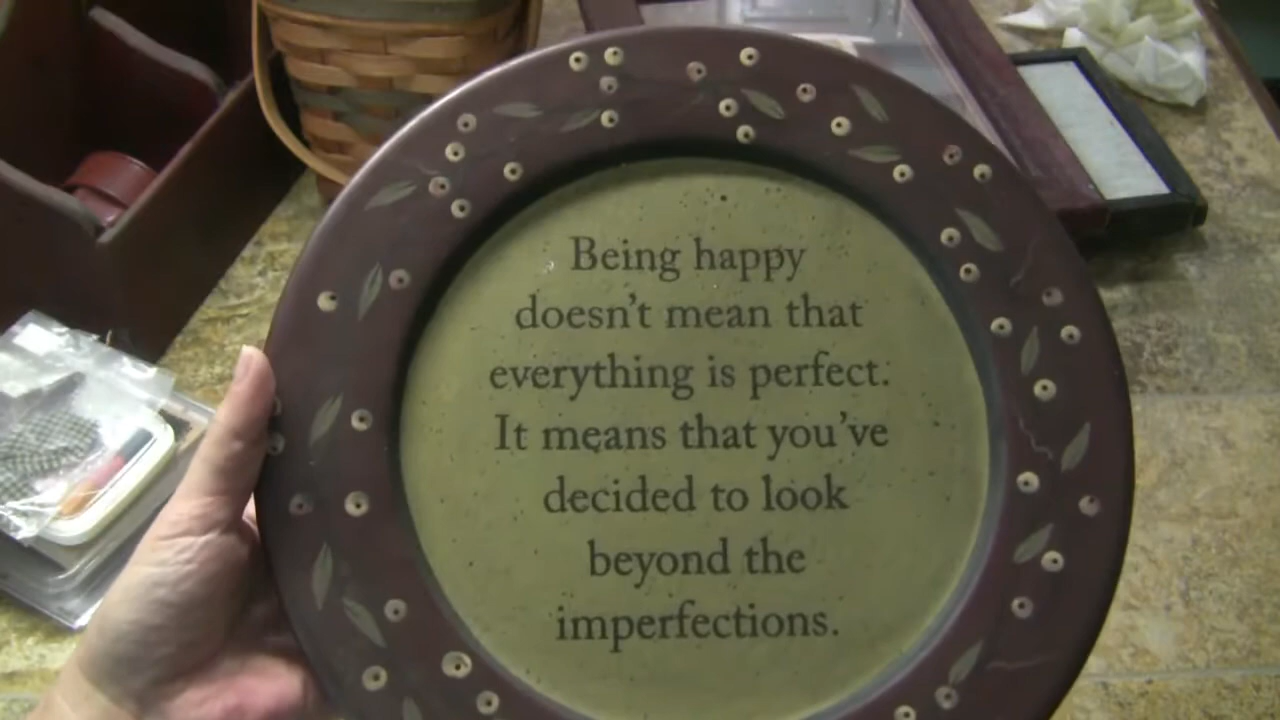 Being happy
doesn't mean that
everything is perfect.
It means that you've
decided to look
beyond the
imperfections.